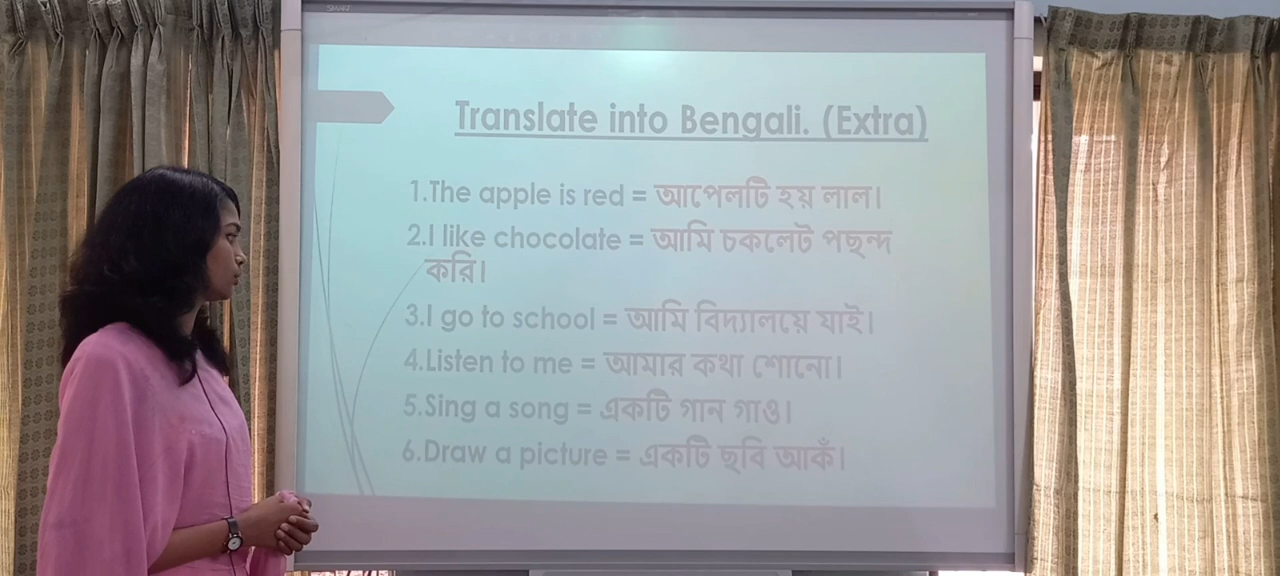 Translate into Bengali. (Extra)
1.The apple is red = আপেলটি হয় লাল।
2.I like chocolate = আমি চকলেট পছন্দ
করি।
3.I go to school = আমি বিদ্যালয়ে যাই।
4.Listen to me = আমার কথা শোনো।
5.Sing a song = একটি গান গাও।
6.Draw a picture = একটি ছবি আকঁ।